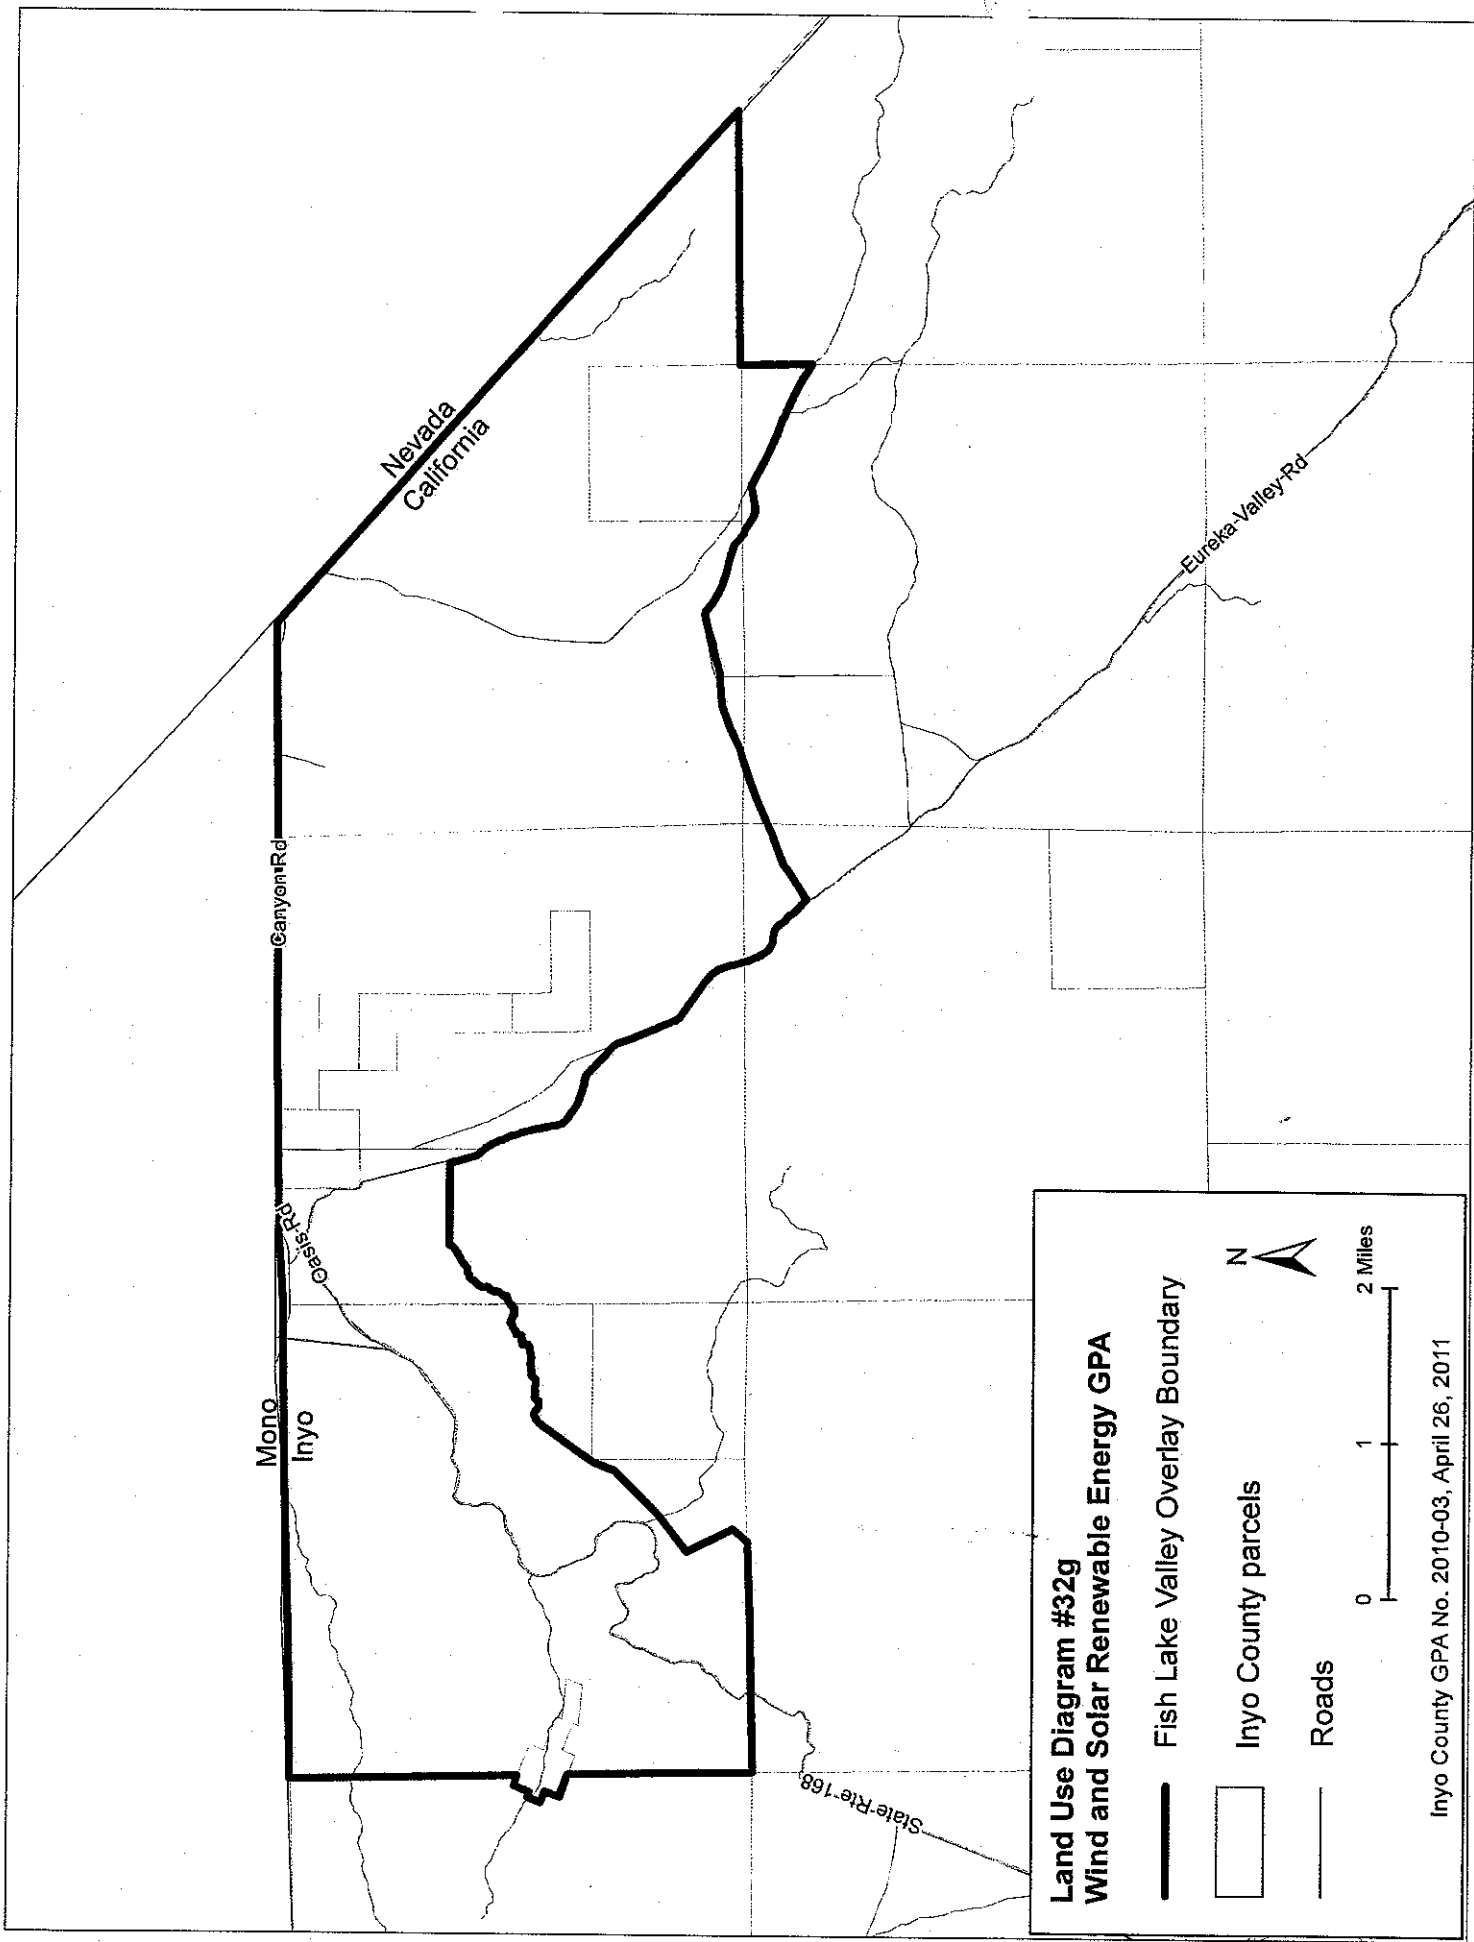 Nevada
California
Canyon Rd
Oasis Rd
Mono
Inyo
Eureka-Valley-Rd
State-Rte-168
Land Use Diagram #32g
Wind and Solar Renewable Energy GPA
Fish Lake Valley Overlay Boundary
Inyo County parcels
Roads
N
0 1 2 Miles
Inyo County GPA No. 2010-03, April 26, 2011